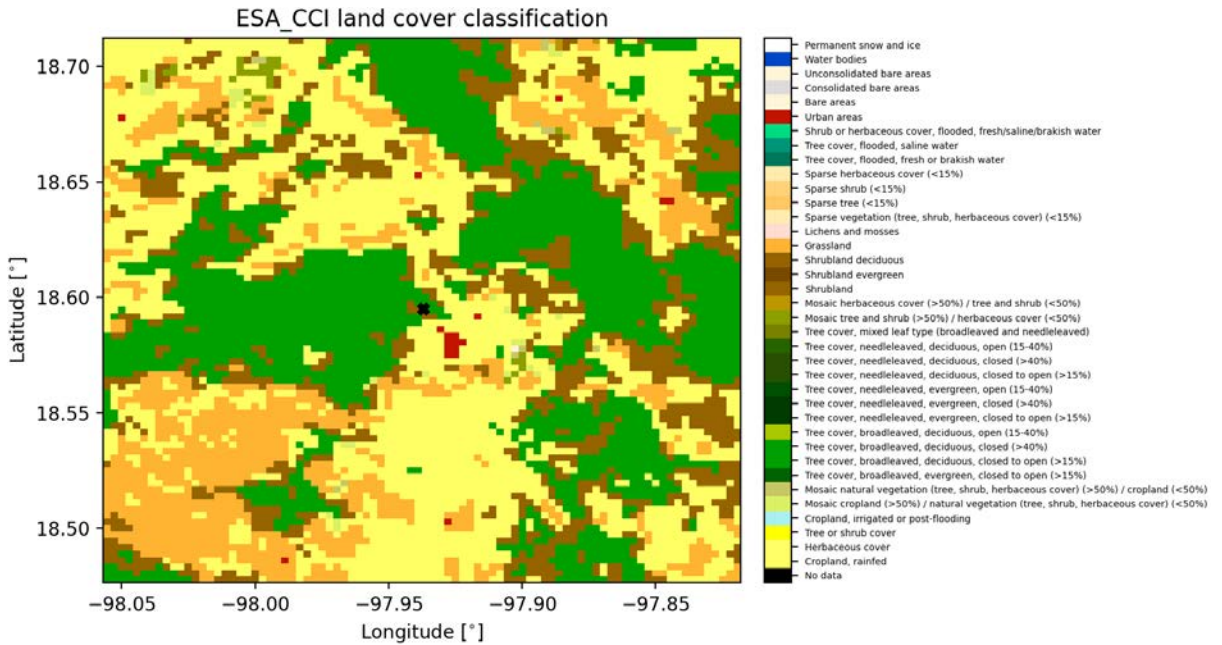 ESA_CCI land cover classification
18.70
18.65
18.60
18.55
18.50
Latitude [°]
−98.05
−98.00
−97.95
−97.90
−97.85
Longitude [°]
Permanent snow and ice
Water bodies
Unconsolidated bare areas
Consolidated bare areas
Bare areas
Urban areas
Shrub or herbaceous cover, flooded, fresh/saline/brakish water
Tree cover, flooded, saline water
Tree cover, flooded, fresh or brakish water
Sparse herbaceous cover (<15%)
Sparse shrub (<15%)
Sparse tree (<15%)
Sparse vegetation (tree, shrub, herbaceous cover) (<15%)
Lichens and mosses
Grassland
Shrubland deciduous
Shrubland evergreen
Shrubland
Mosaic herbaceous cover (>50%) / tree and shrub (<50%)
Mosaic tree and shrub (>50%) / herbaceous cover (<50%)
Tree cover, mixed leaf type (broadleaved and needleleaved)
Tree cover, needleleaved, deciduous, open (15-40%)
Tree cover, needleleaved, deciduous, closed (>40%)
Tree cover, needleleaved, deciduous, closed to open (>15%)
Tree cover, needleleaved, evergreen, open (15-40%)
Tree cover, needleleaved, evergreen, closed (>40%)
Tree cover, needleleaved, evergreen, closed to open (>15%)
Tree cover, broadleaved, deciduous, open (15-40%)
Tree cover, broadleaved, deciduous, closed (>40%)
Tree cover, broadleaved, deciduous, closed to open (>15%)
Tree cover, broadleaved, evergreen, closed to open (>15%)
Mosaic natural vegetation (tree, shrub, herbaceous cover) (>50%) / cropland (<50%)
Mosaic cropland (>50%) / natural vegetation (tree, shrub, herbaceous cover) (<50%)
Cropland, irrigated or post-flooding
Tree or shrub cover
Herbaceous cover
Cropland, rainfed
No data